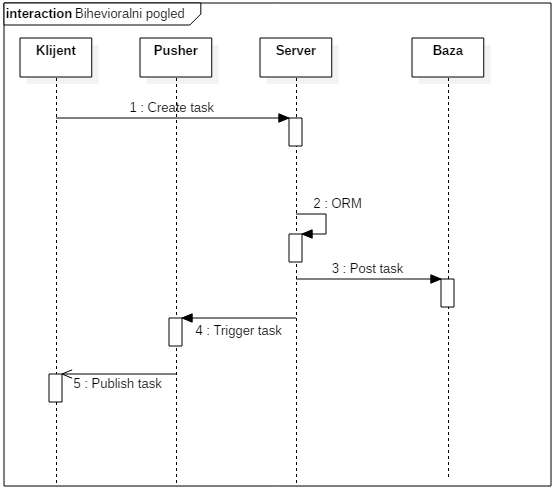 interaction Bihevioralni pogled
Klijent
Pusher
Server
Baza
1 : Create task
2 : ORM
3 : Post task
4 : Trigger task
5 : Publish task